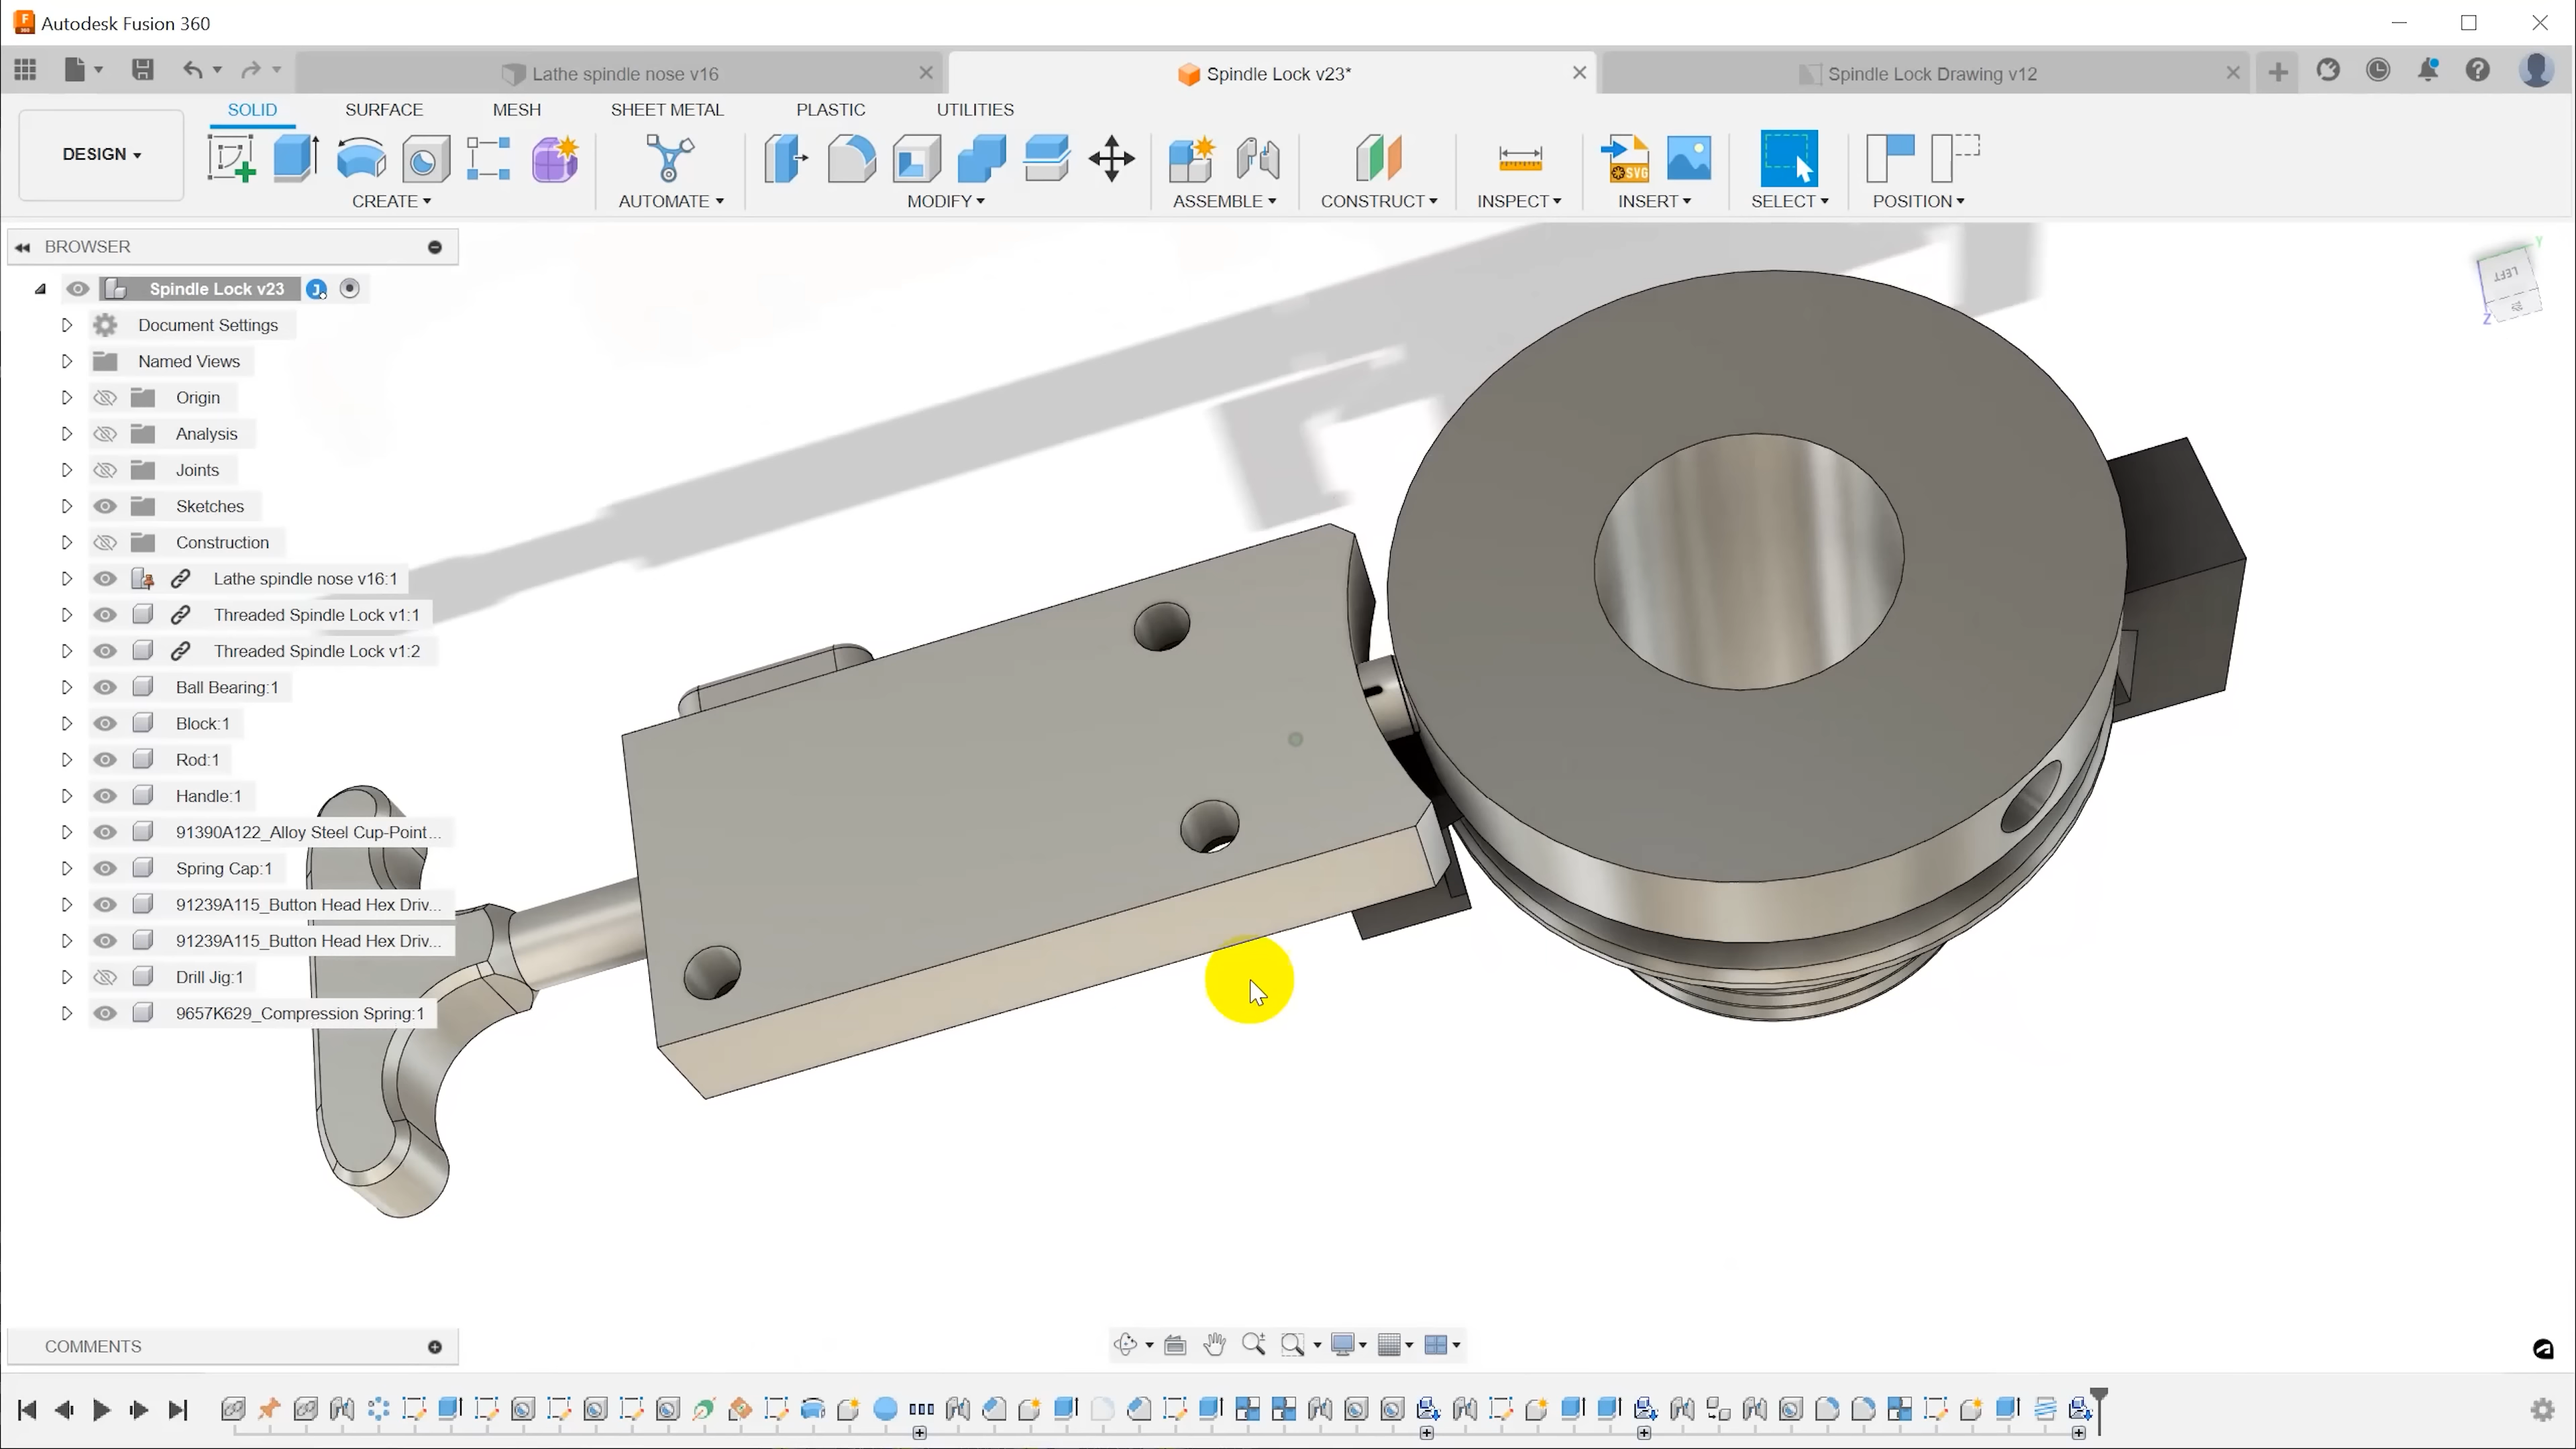 Autodesk Fusion 360
Lathe spindle nose v16
Spindle Lock v23*
Spindle Lock Drawing v12
SOLID SURFACE MESH SHEET METAL PLASTIC UTILITIES
DESIGN
CREATE AUTOMATE MODIFY ASSEMBLE CONSTRUCT INSPECT INSERT SELECT POSITION
SVG
BROWSER
Spindle Lock v23
Document Settings
Named Views
Origin
Analysis
Joints
Sketches
Construction
Lathe spindle nose v16:1
Threaded Spindle Lock v1:1
Threaded Spindle Lock v1:2
Ball Bearing:1
Block:1
Rod:1
Handle:1
91390A122_Alloy Steel Cup-Point...
Spring Cap:1
91239A115_Button Head Hex Driv...
91239A115_Button Head Hex Driv...
Drill Jig:1
9657K629_Compression Spring:1
Y
LEFT
Z
COMMENTS